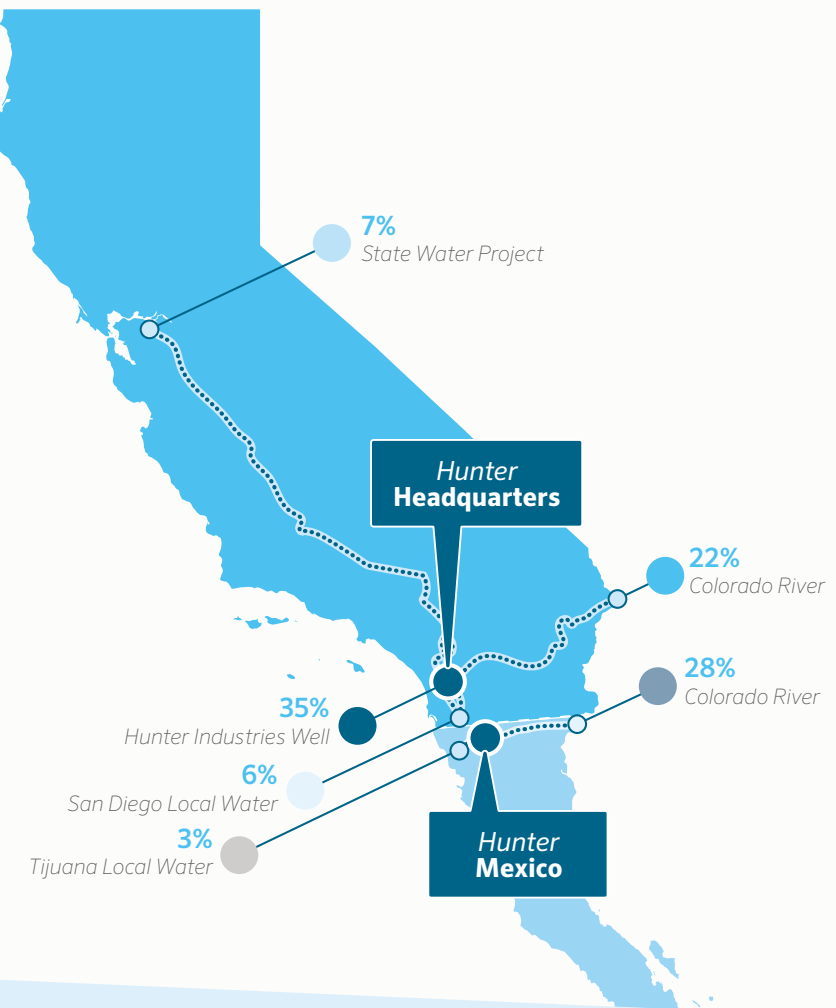 7%
State Water Project
Hunter
Headquarters
22%
Colorado River
28%
Colorado River
35%
Hunter Industries Well
6%
San Diego Local Water
3%
Tijuana Local Water
Hunter
Mexico